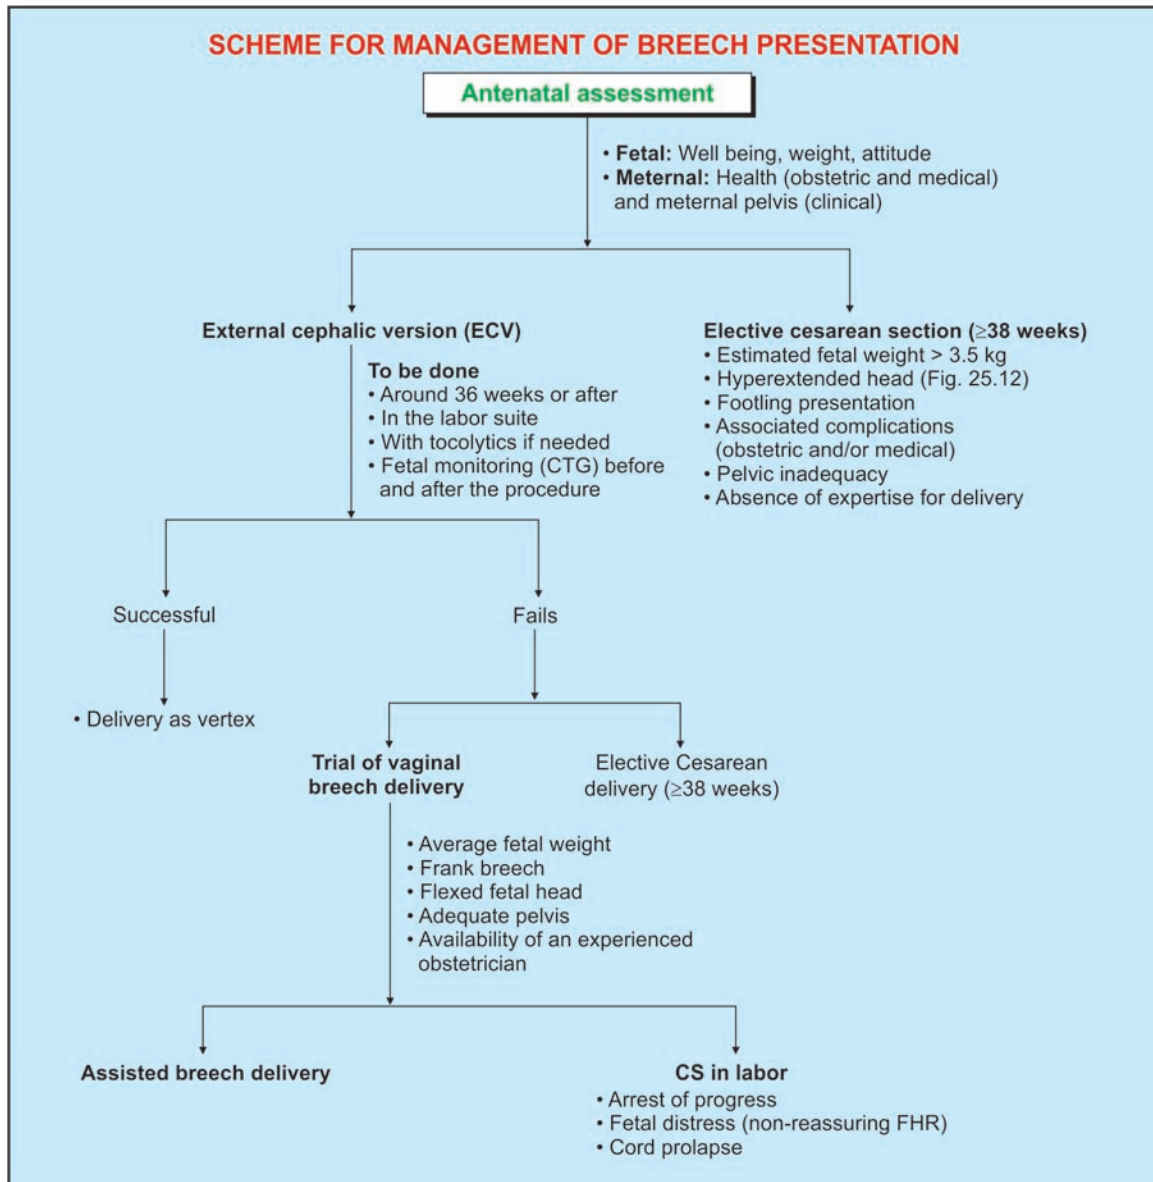 SCHEME FOR MANAGEMENT OF BREECH PRESENTATION
Antenatal assessment
• Fetal: Well being, weight, attitude
• Meternal: Health (obstetric and medical)
and meternal pelvis (clinical)
External cephalic version (ECV)
To be done
• Around 36 weeks or after
• In the labor suite
• With tocolytics if needed
• Fetal monitoring (CTG) before
and after the procedure
Elective cesarean section (≥38 weeks)
• Estimated fetal weight > 3.5 kg
• Hyperextended head (Fig. 25.12)
• Footling presentation
• Associated complications
(obstetric and/or medical)
• Pelvic inadequacy
• Absence of expertise for delivery
Successful
• Delivery as vertex
Fails
Trial of vaginal
breech delivery
Elective Cesarean
delivery (≥38 weeks)
• Average fetal weight
• Frank breech
• Flexed fetal head
• Adequate pelvis
• Availability of an experienced
obstetrician
Assisted breech delivery
CS in labor
• Arrest of progress
• Fetal distress (non-reassuring FHR)
• Cord prolapse